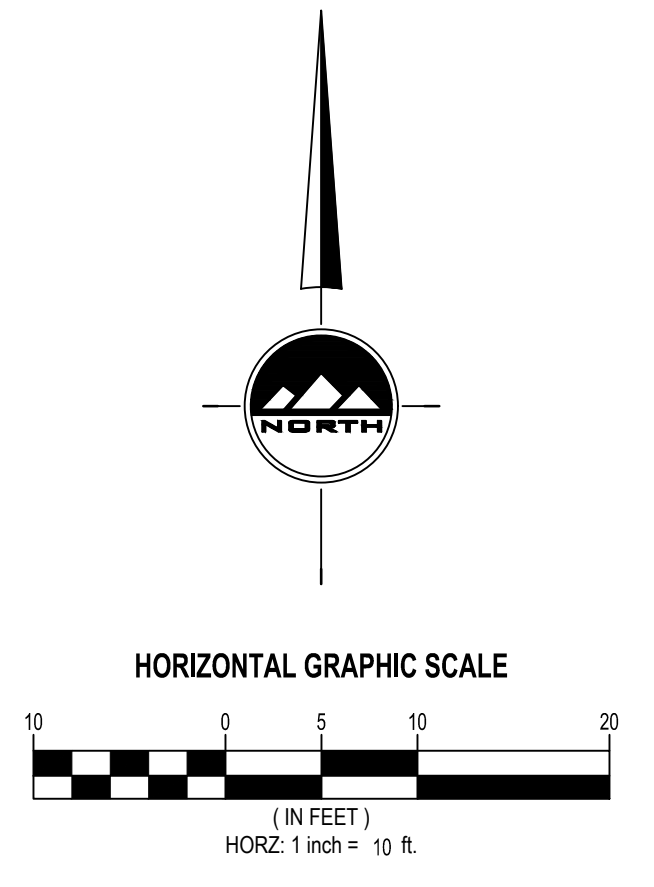 NORTH
HORIZONTAL GRAPHIC SCALE
10 0 5 10 20
( IN FEET )
HORZ: 1 inch = 10 ft.